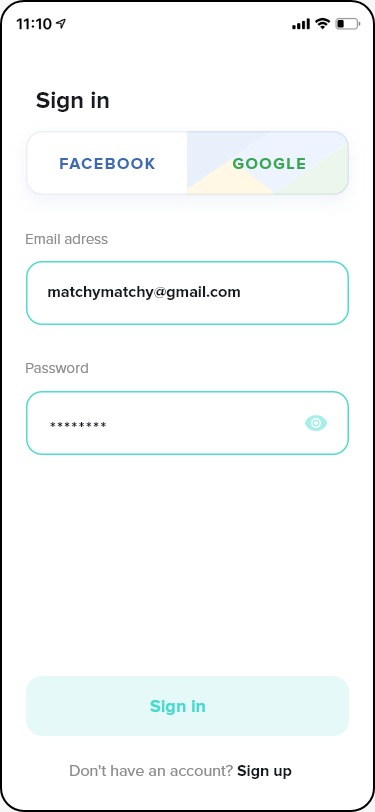 11:10
Sign in
FACEBOOK GOOGLE
Email adress
matchymatchy@gmail.com
Password
********
Sign in
Don't have an account? Sign up